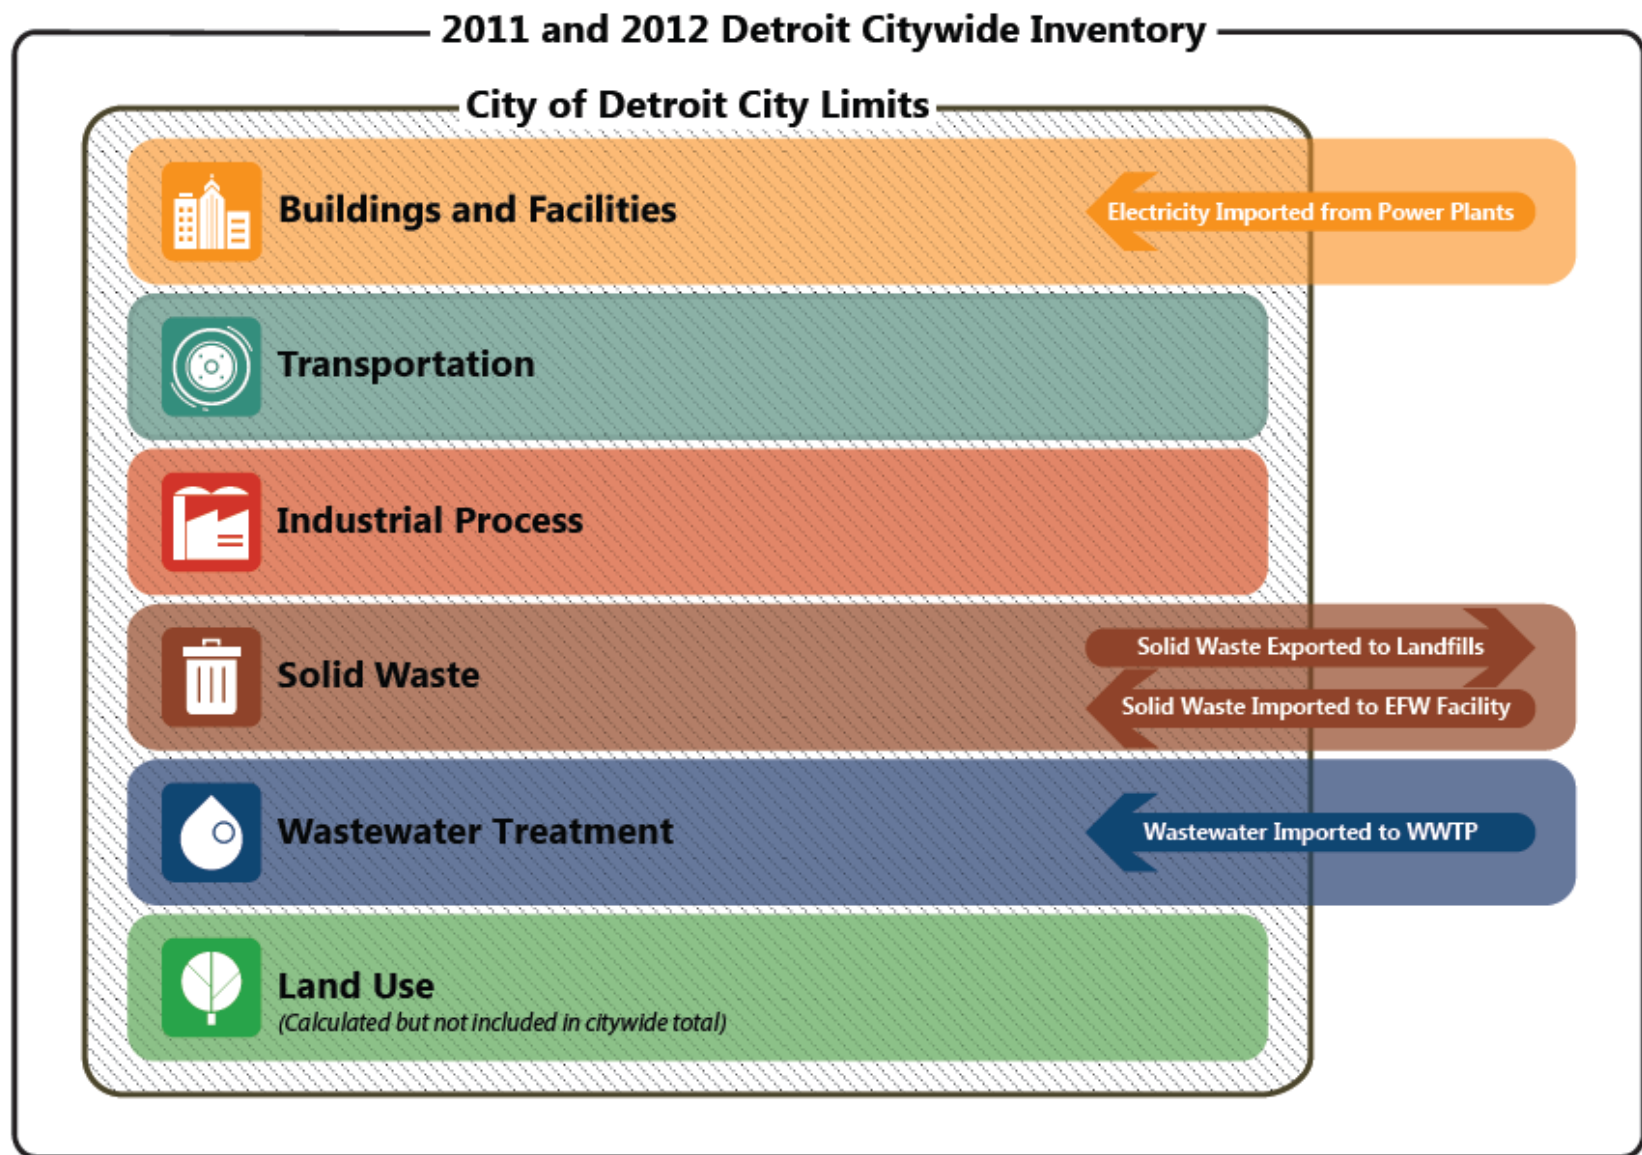 2011 and 2012 Detroit Citywide Inventory
City of Detroit City Limits
Buildings and Facilities
Electricity Imported from Power Plants
Transportation
Industrial Process
Solid Waste
Solid Waste Exported to Landfills
Solid Waste Imported to EFW Facility
Wastewater Treatment
Wastewater Imported to WWTP
Land Use
(Calculated but not included in citywide total)